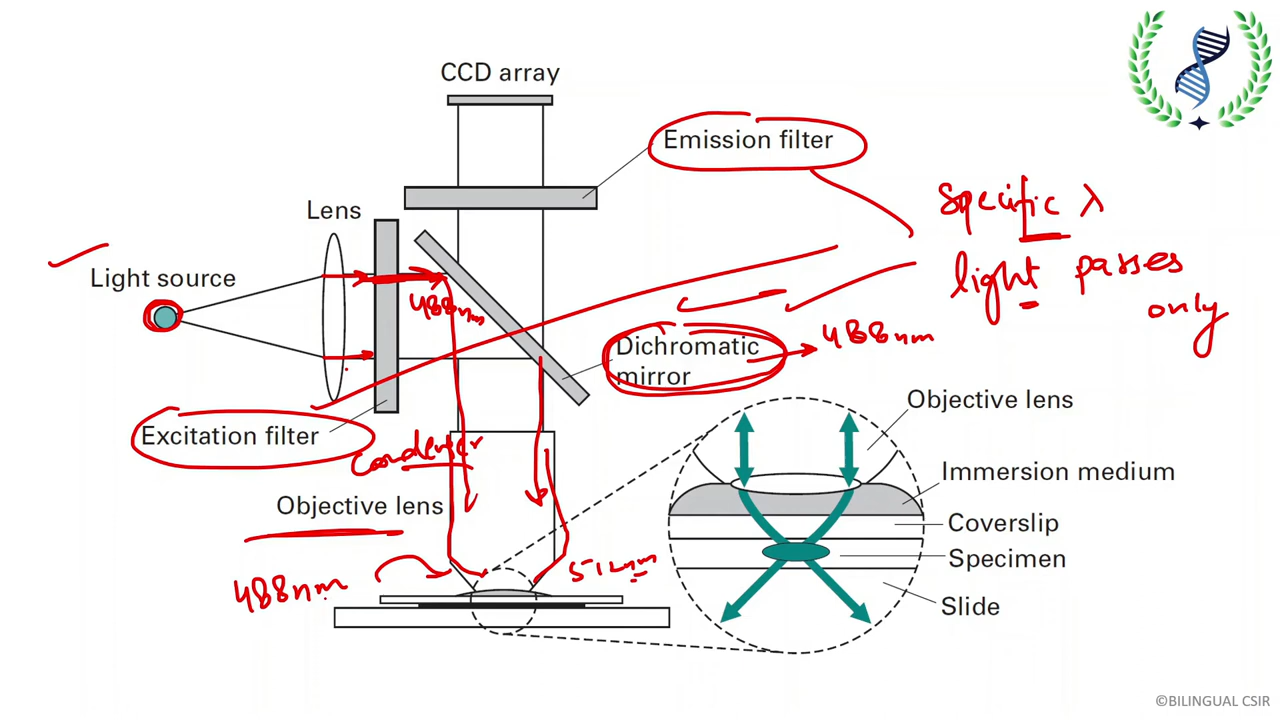 CCD array
Emission filter
Specific λ
light passes
only
Lens
Light source
488nm
488nm
Dichromatic
mirror
Excitation filter
Condenser
Objective lens
488nm
512nm
Objective lens
Immersion medium
Coverslip
Specimen
Slide
©BILINGUAL CSIR